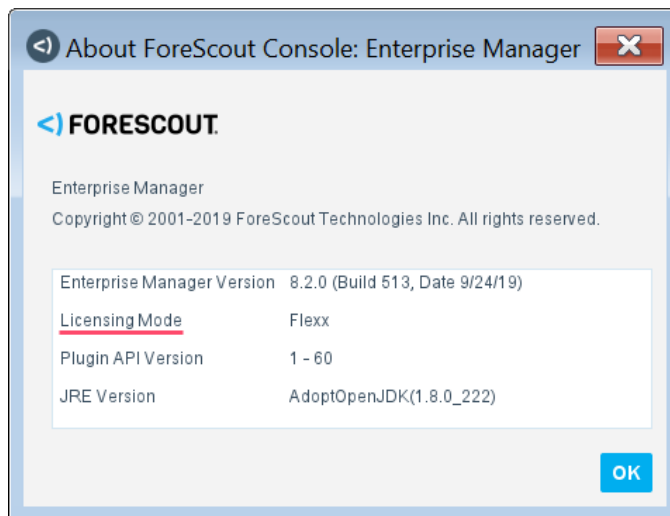 About ForeScout Console: Enterprise Manager
<) FORESCOUT.
Enterprise Manager
Copyright © 2001-2019 ForeScout Technologies Inc. All rights reserved.
Enterprise Manager Version 8.2.0 (Build 513, Date 9/24/19)
Licensing Mode Flexx
Plugin API Version 1 - 60
JRE Version AdoptOpenJDK(1.8.0_222)
OK